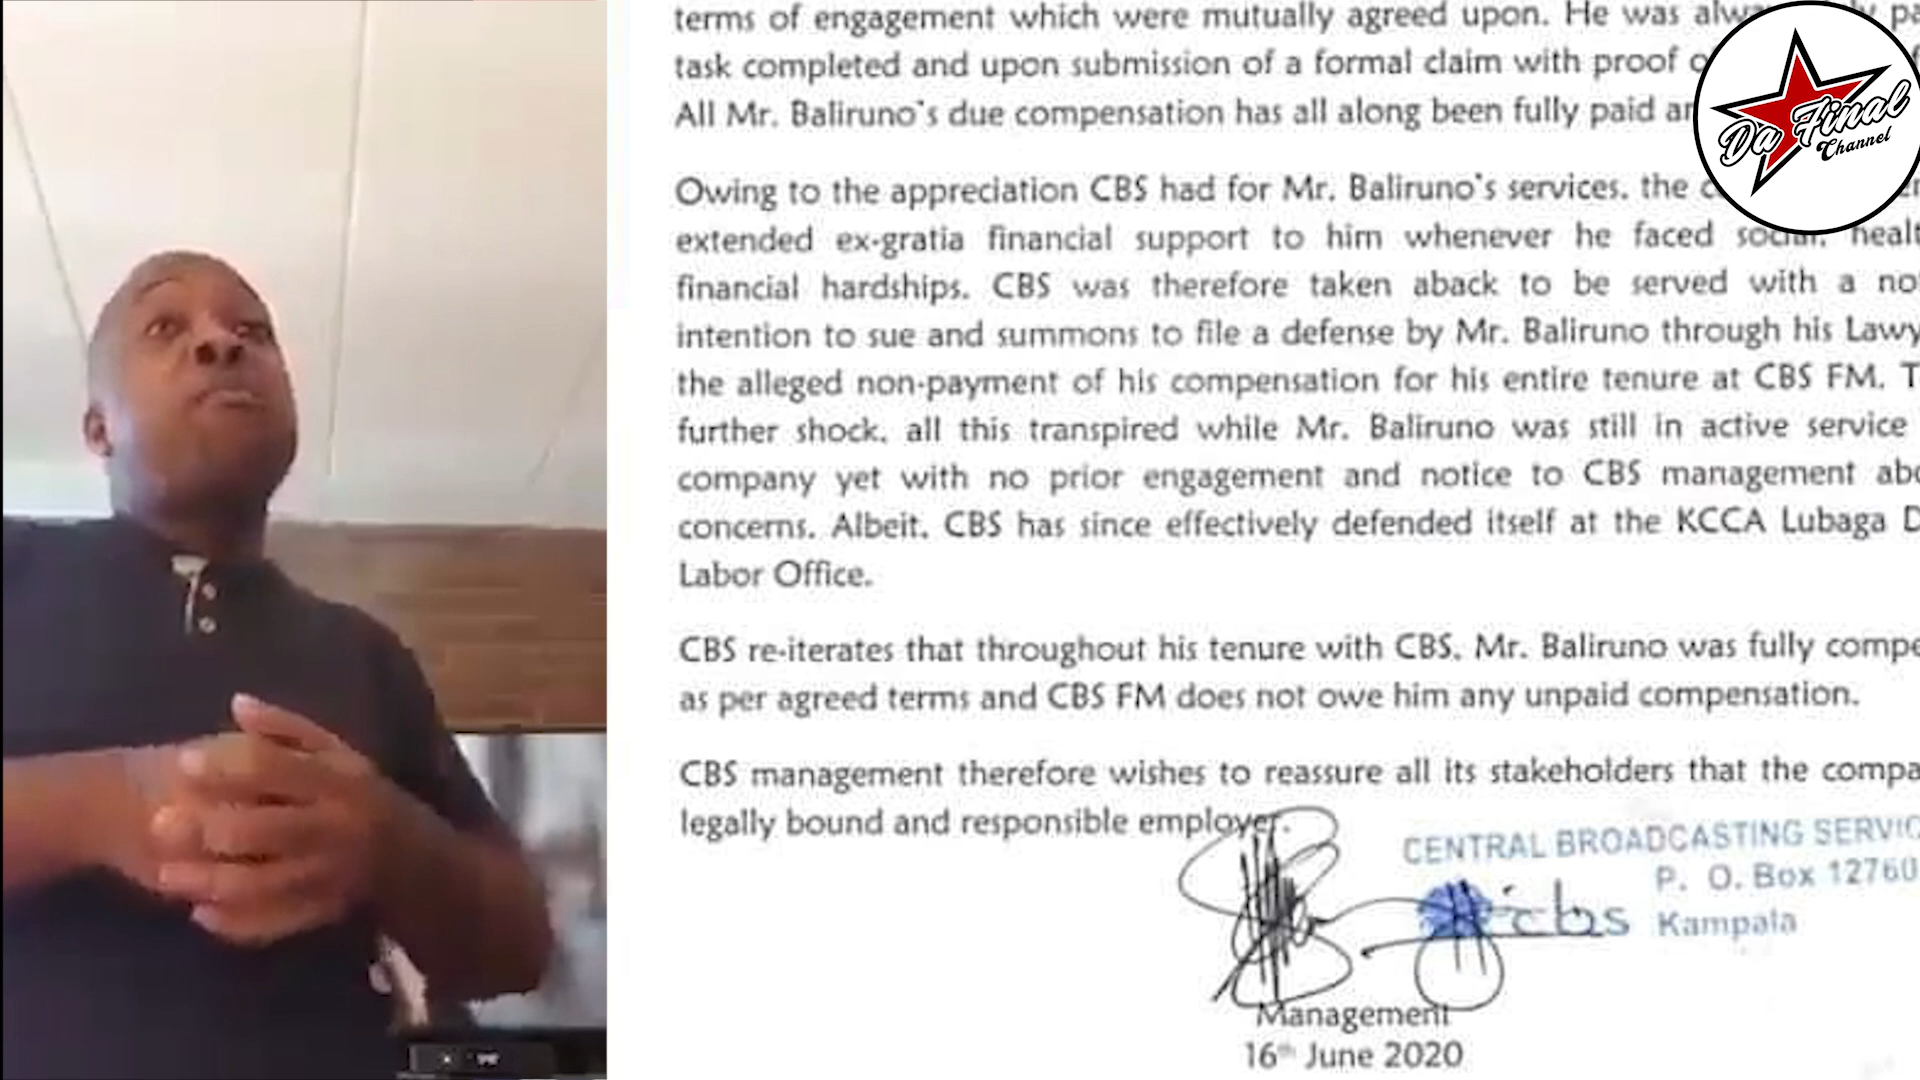 terms of engagement which were mutually agreed upon. He was
task completed and upon submission of a formal claim with proof
All Mr. Baliruno's due compensation has all along been fully paid
Da Final
Channel
Owing to the appreciation CBS had for Mr. Baliruno's services, the
extended ex-gratia financial support to him whenever he faced social,
financial hardships. CBS was therefore taken aback to be served with a
intention to sue and summons to file a defense by Mr. Baliruno through his
the alleged non-payment of his compensation for his entire tenure at CBS FM.
further shock, all this transpired while Mr. Baliruno was still in active service
company yet with no prior engagement and notice to CBS management
concerns. Albeit, CBS has since effectively defended itself at the KCCA Lubaga
Labor Office.
CBS re-iterates that throughout his tenure with CBS, Mr. Baliruno was fully
as per agreed terms and CBS FM does not owe him any unpaid compensation.
CBS management therefore wishes to reassure all its stakeholders that the
legally bound and responsible employer.
CENTRAL BROADCASTING
P. O. Box 12760
cbs Kampala
Management
16th June 2020